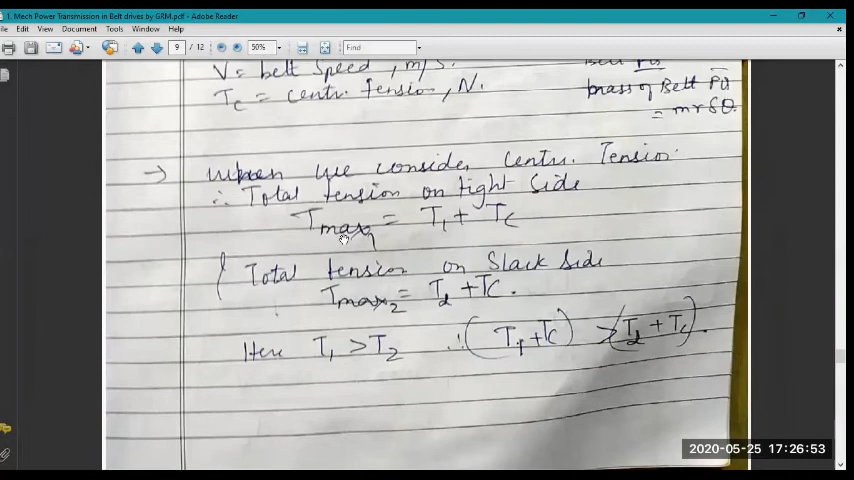 1. Mech Power Transmission in Belt drives by GRM.pdf - Adobe Reader
File Edit View Document Tools Window Help
9 / 12 50% Find
V = belt Speed, m/s. Belt PQ
Tc = centri. tension, N. mass of Belt PQ
= m r δθ.
→ When we consider Centri. Tension.
∴ Total tension on tight Side
Tmax1 = T1 + Tc
{ Total tension on Slack side
Tmax2 = T2 + Tc.
Here T1 > T2 ∴ (T1 + Tc) > (T2 + Tc).
2020-05-25 17:26:53